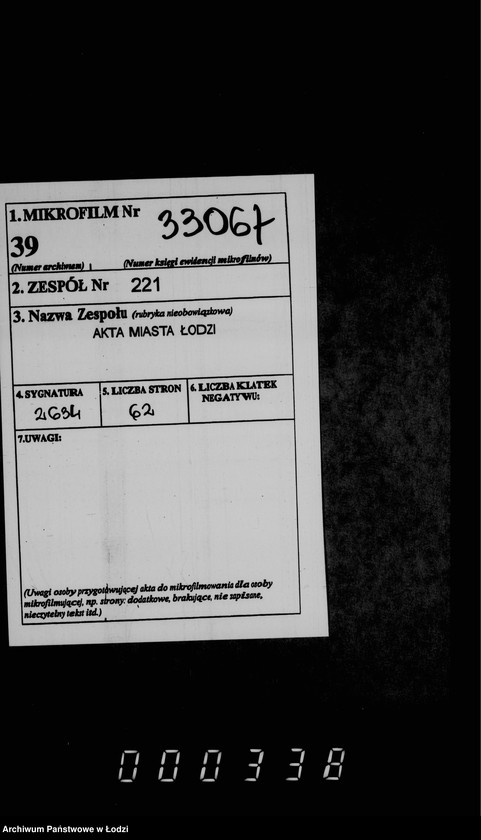 1. MIKROFILM Nr 33067
39
(Numer archiwum) (Numer księgi ewidencji mikrofilmów)
2. ZESPÓŁ Nr 221
3. Nazwa Zespołu (rubryka nieobowiązkowa)
AKTA MIASTA ŁODZI
4. SYGNATURA 5. LICZBA STRON 6. LICZBA KLATEK
NEGATYWU:
2634 62
7.UWAGI:
(Uwagi osoby przygotowującej akta do mikrofilmowania dla osoby
mikrofilmującej, np. strony: dodatkowe, brakujące, nie zapisane,
nieczytelny tekst itd.)
000338
Archiwum Państwowe w Łodzi